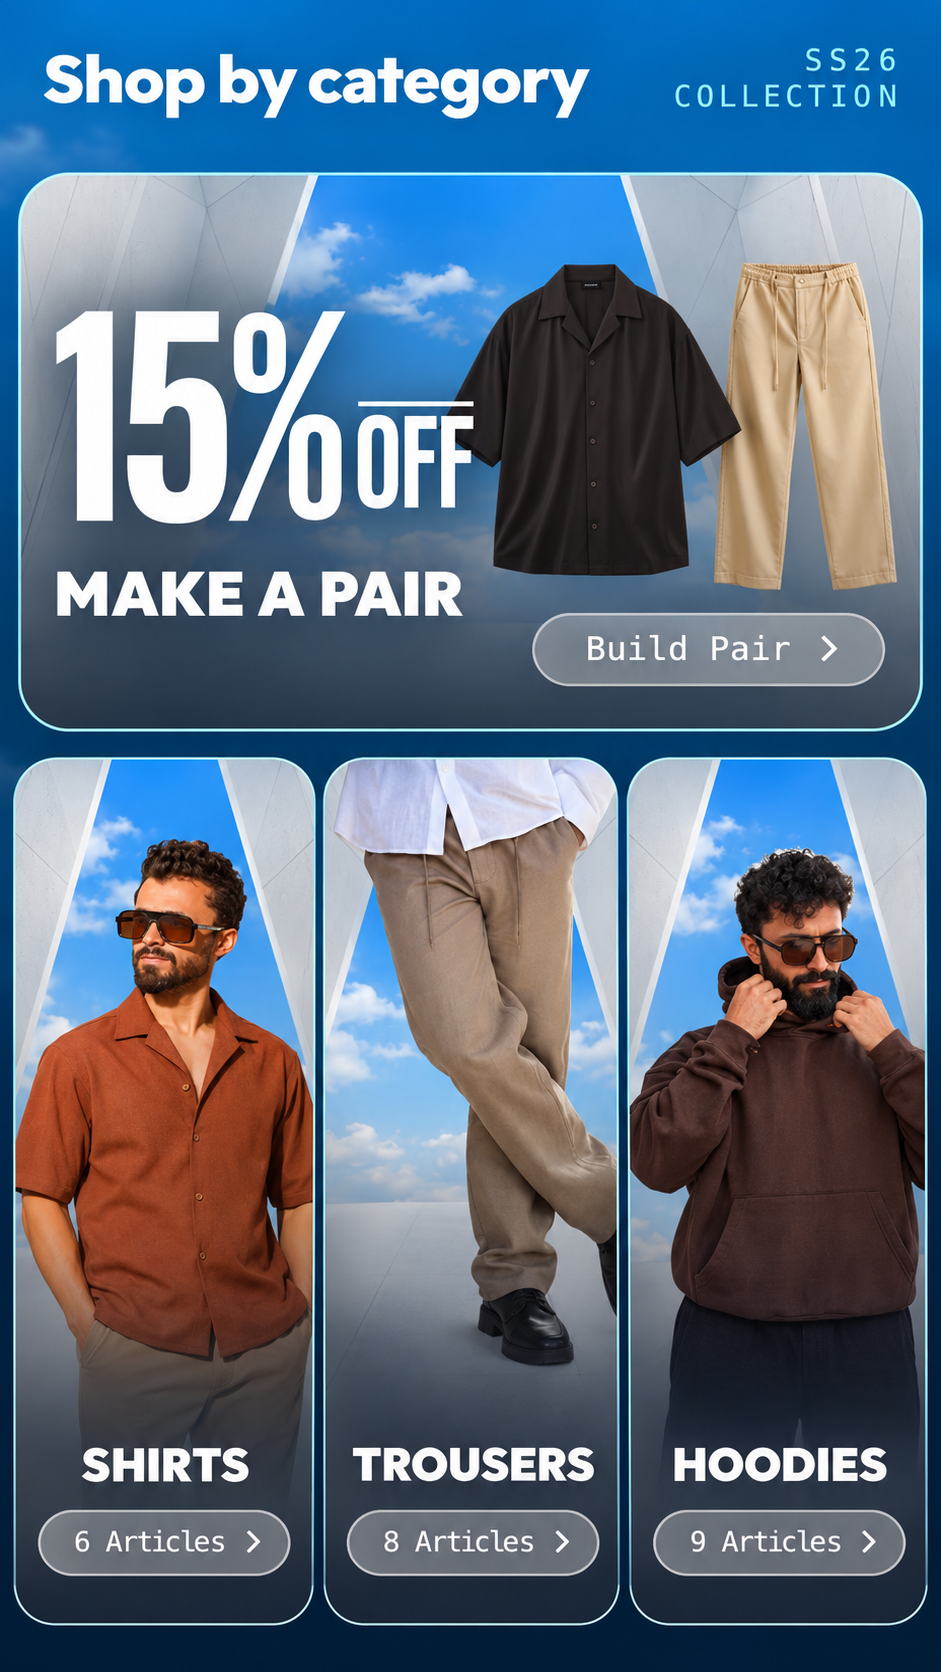 Shop by category
SS26
COLLECTION
15% OFF
MAKE A PAIR
Build Pair
SHIRTS
6 Articles
TROUSERS
8 Articles
HOODIES
9 Articles